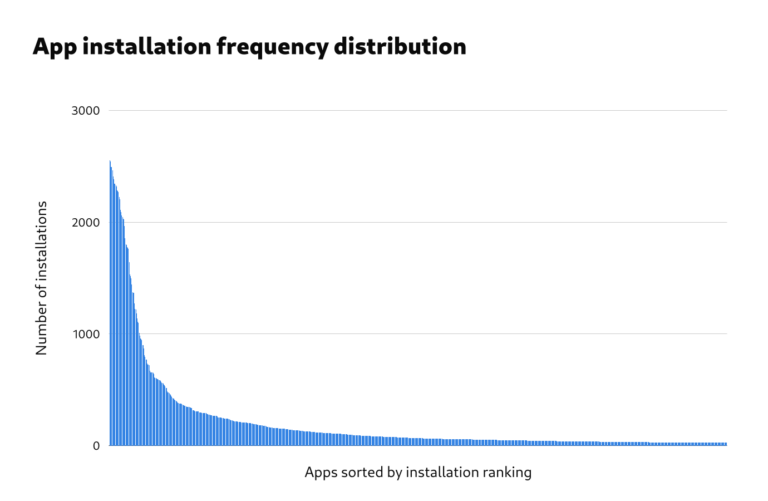 App installation frequency distribution
3000
2000
1000
0
Number of installations
Apps sorted by installation ranking